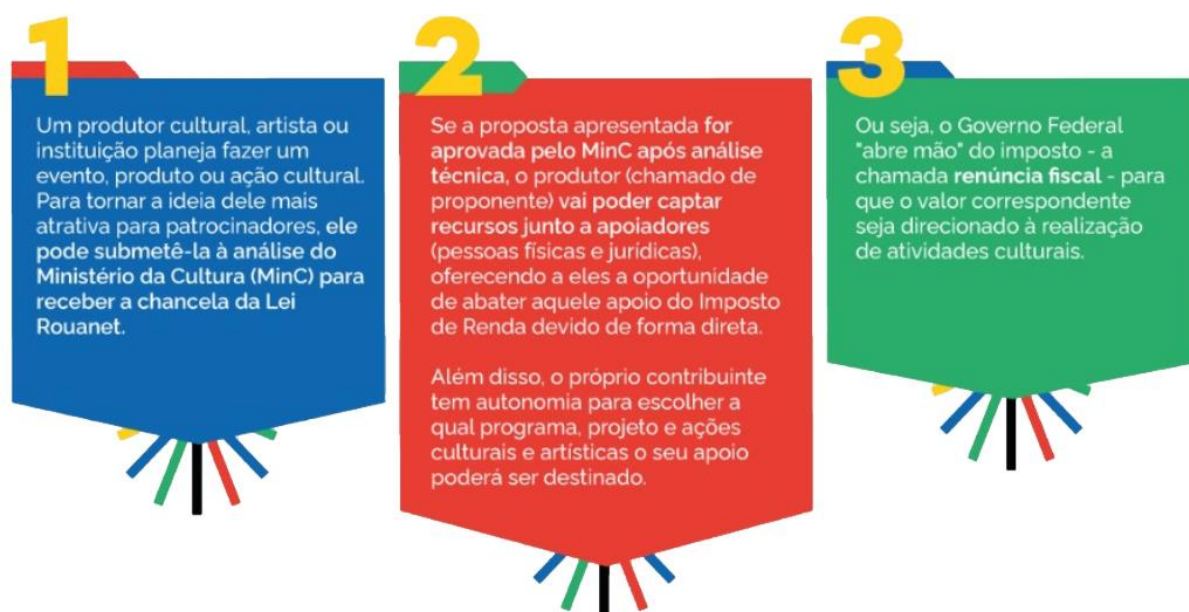 1
Um produtor cultural, artista ou
instituição planeja fazer um
evento, produto ou ação cultural.
Para tornar a ideia dele mais
atrativa para patrocinadores, ele
pode submetê-la à análise do
Ministério da Cultura (MinC) para
receber a chancela da Lei
Rouanet.
2
Se a proposta apresentada for
aprovada pelo MinC após análise
técnica, o produtor (chamado de
proponente) vai poder captar
recursos junto a apoiadores
(pessoas físicas e jurídicas),
oferecendo a eles a oportunidade
de abater aquele apoio do Imposto
de Renda devido de forma direta.
Além disso, o próprio contribuinte
tem autonomia para escolher a
qual programa, projeto e ações
culturais e artísticas o seu apoio
poderá ser destinado.
3
Ou seja, o Governo Federal
"abre mão" do imposto - a
chamada renúncia fiscal - para
que o valor correspondente
seja direcionado à realização
de atividades culturais.